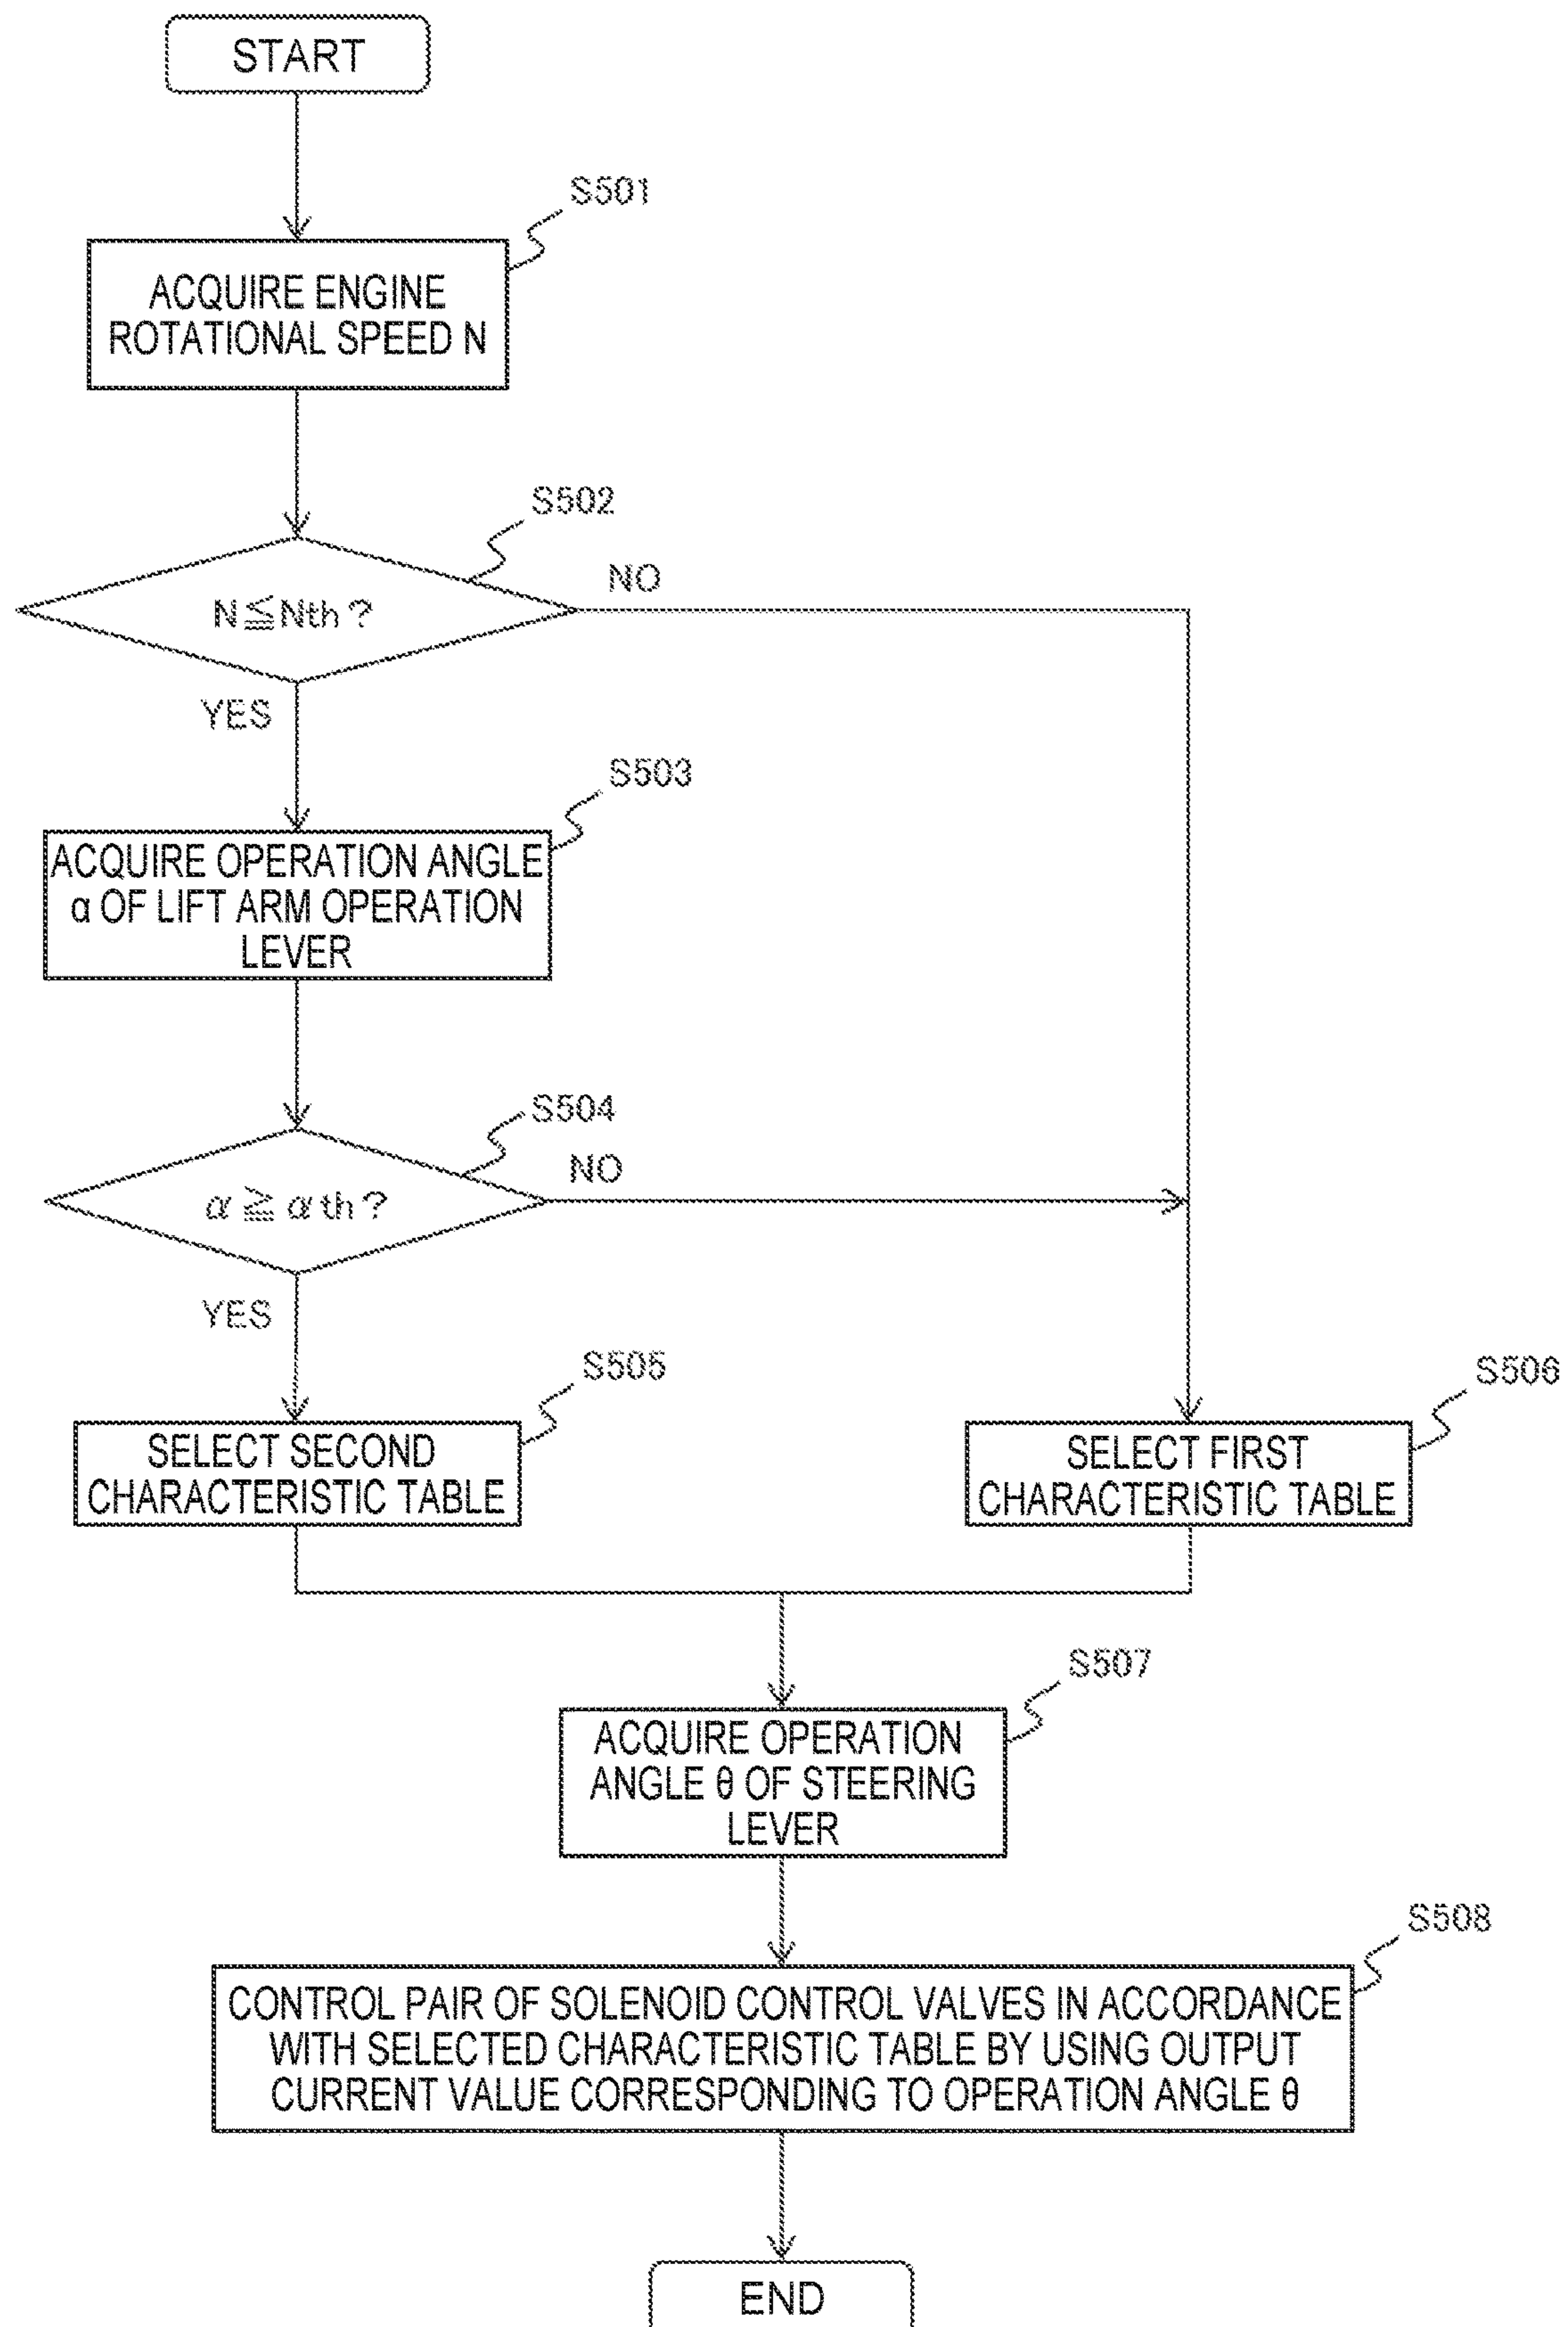 START
S501
ACQUIRE ENGINE
ROTATIONAL SPEED N
S502
N≦Nth?
NO
YES
S503
ACQUIRE OPERATION ANGLE
α OF LIFT ARM OPERATION
LEVER
S504
α≧αth?
NO
YES
S505
SELECT SECOND
CHARACTERISTIC TABLE
S506
SELECT FIRST
CHARACTERISTIC TABLE
S507
ACQUIRE OPERATION
ANGLE θ OF STEERING
LEVER
S508
CONTROL PAIR OF SOLENOID CONTROL VALVES IN ACCORDANCE
WITH SELECTED CHARACTERISTIC TABLE BY USING OUTPUT
CURRENT VALUE CORRESPONDING TO OPERATION ANGLE θ
END